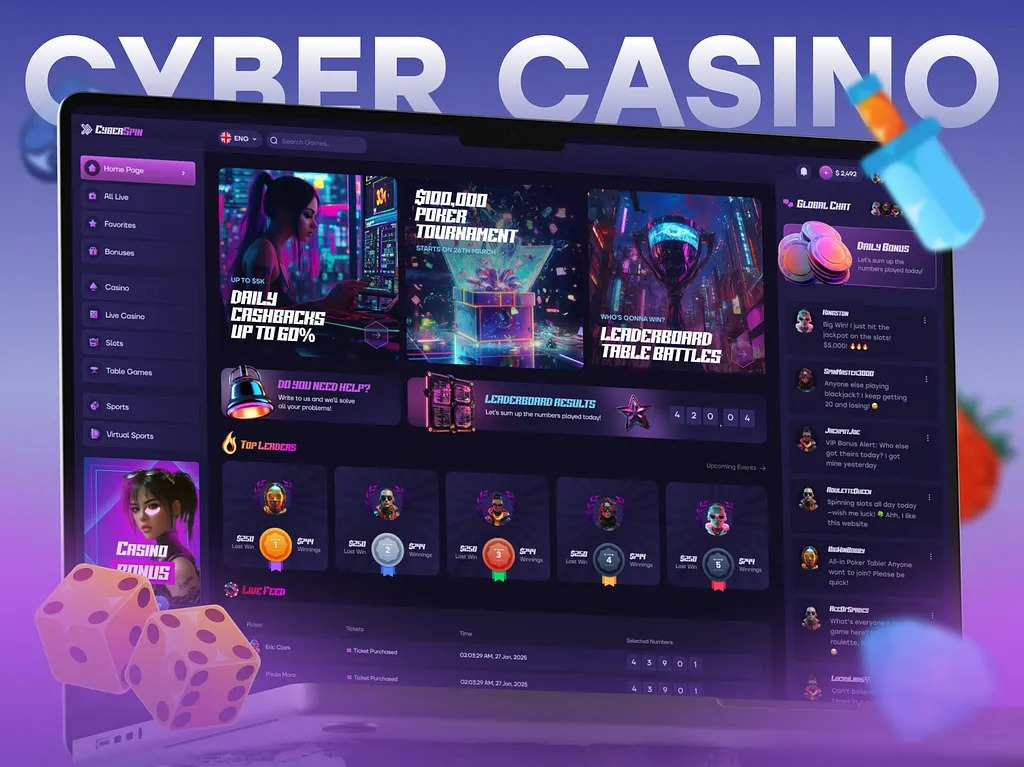 CYBER CASINO
CyberSpin
ENG
Search Games..
$ 2,492
Home Page
All Live
Favorites
Bonuses
Casino
Live Casino
Slots
Table Games
Sports
Virtual Sports
Casino
Bonus
UP TO $5K
Daily
Cashbacks
Up to 60%
$100,000
Poker
Tournament
STARTS ON 26TH MARCH
WHO'S GONNA WIN?
Leaderboard
Table Battles
Do you need help?
Write to us and we'll solve
all your problems!
Leaderboard Results
Let's sum up the numbers played today!
4 2 0 0 4
Top Leaders
Upcoming Events
$250
Last Win
1
$744
Winnings
$250
Last Win
2
$744
Winnings
$250
Last Win
3
$744
Winnings
$250
Last Win
4
$744
Winnings
$250
Last Win
5
$744
Winnings
Live Feed
Player
Tickets
Time
Selected Numbers
Eric Clark
Ticket Purchased
02:03:29 AM, 27 Jan, 2025
4 3 9 0 1
Paula Mora
Ticket Purchased
02:03:29 AM, 27 Jan, 2025
4 3 9 0 1
Global Chat
Daily Bonus
Let's sum up the
numbers played today!
Kingston
Big Win! I just hit the
jackpot on the slots!
$5,000! 🔥🔥🔥
SpinMaster3000
Anyone else playing
blackjack? I keep getting
20 and losing!
JackpotJoe
VIP Bonus Alert: Who else
got theirs today? I got
mine yesterday
RouletteQueen
Spinning slots all day today
—wish me luck! 🍀 Ahh, I like
this website
BigWinBobby
All-in Poker Table! Anyone
want to join? Please be
quick!
AceOfSpades
What's everyone
game here?
roulette,
Can't believe